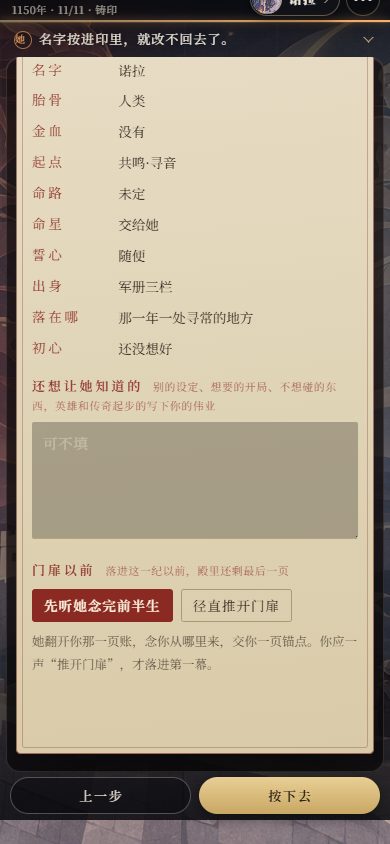 1150年 · 11/11 · 铸印
诺拉
她 名字按进印里，就改不回去了。
名字 诺拉
胎骨 人类
金血 没有
起点 共鸣·寻音
命路 未定
命星 交给她
誓心 随便
出身 军册三栏
落在哪 那一年一处寻常的地方
初心 还没想好
还想让她知道的 别的设定、想要的开局、不想碰的东
西，英雄和传奇起步的写下你的伟业
可不填
门扉以前 落进这一纪以前，殿里还剩最后一页
先听她念完前半生 径直推开门扉
她翻开你那一页账，念你从哪里来，交你一页锚点。你应一
声“推开门扉”，才落进第一幕。
上一步 按下去